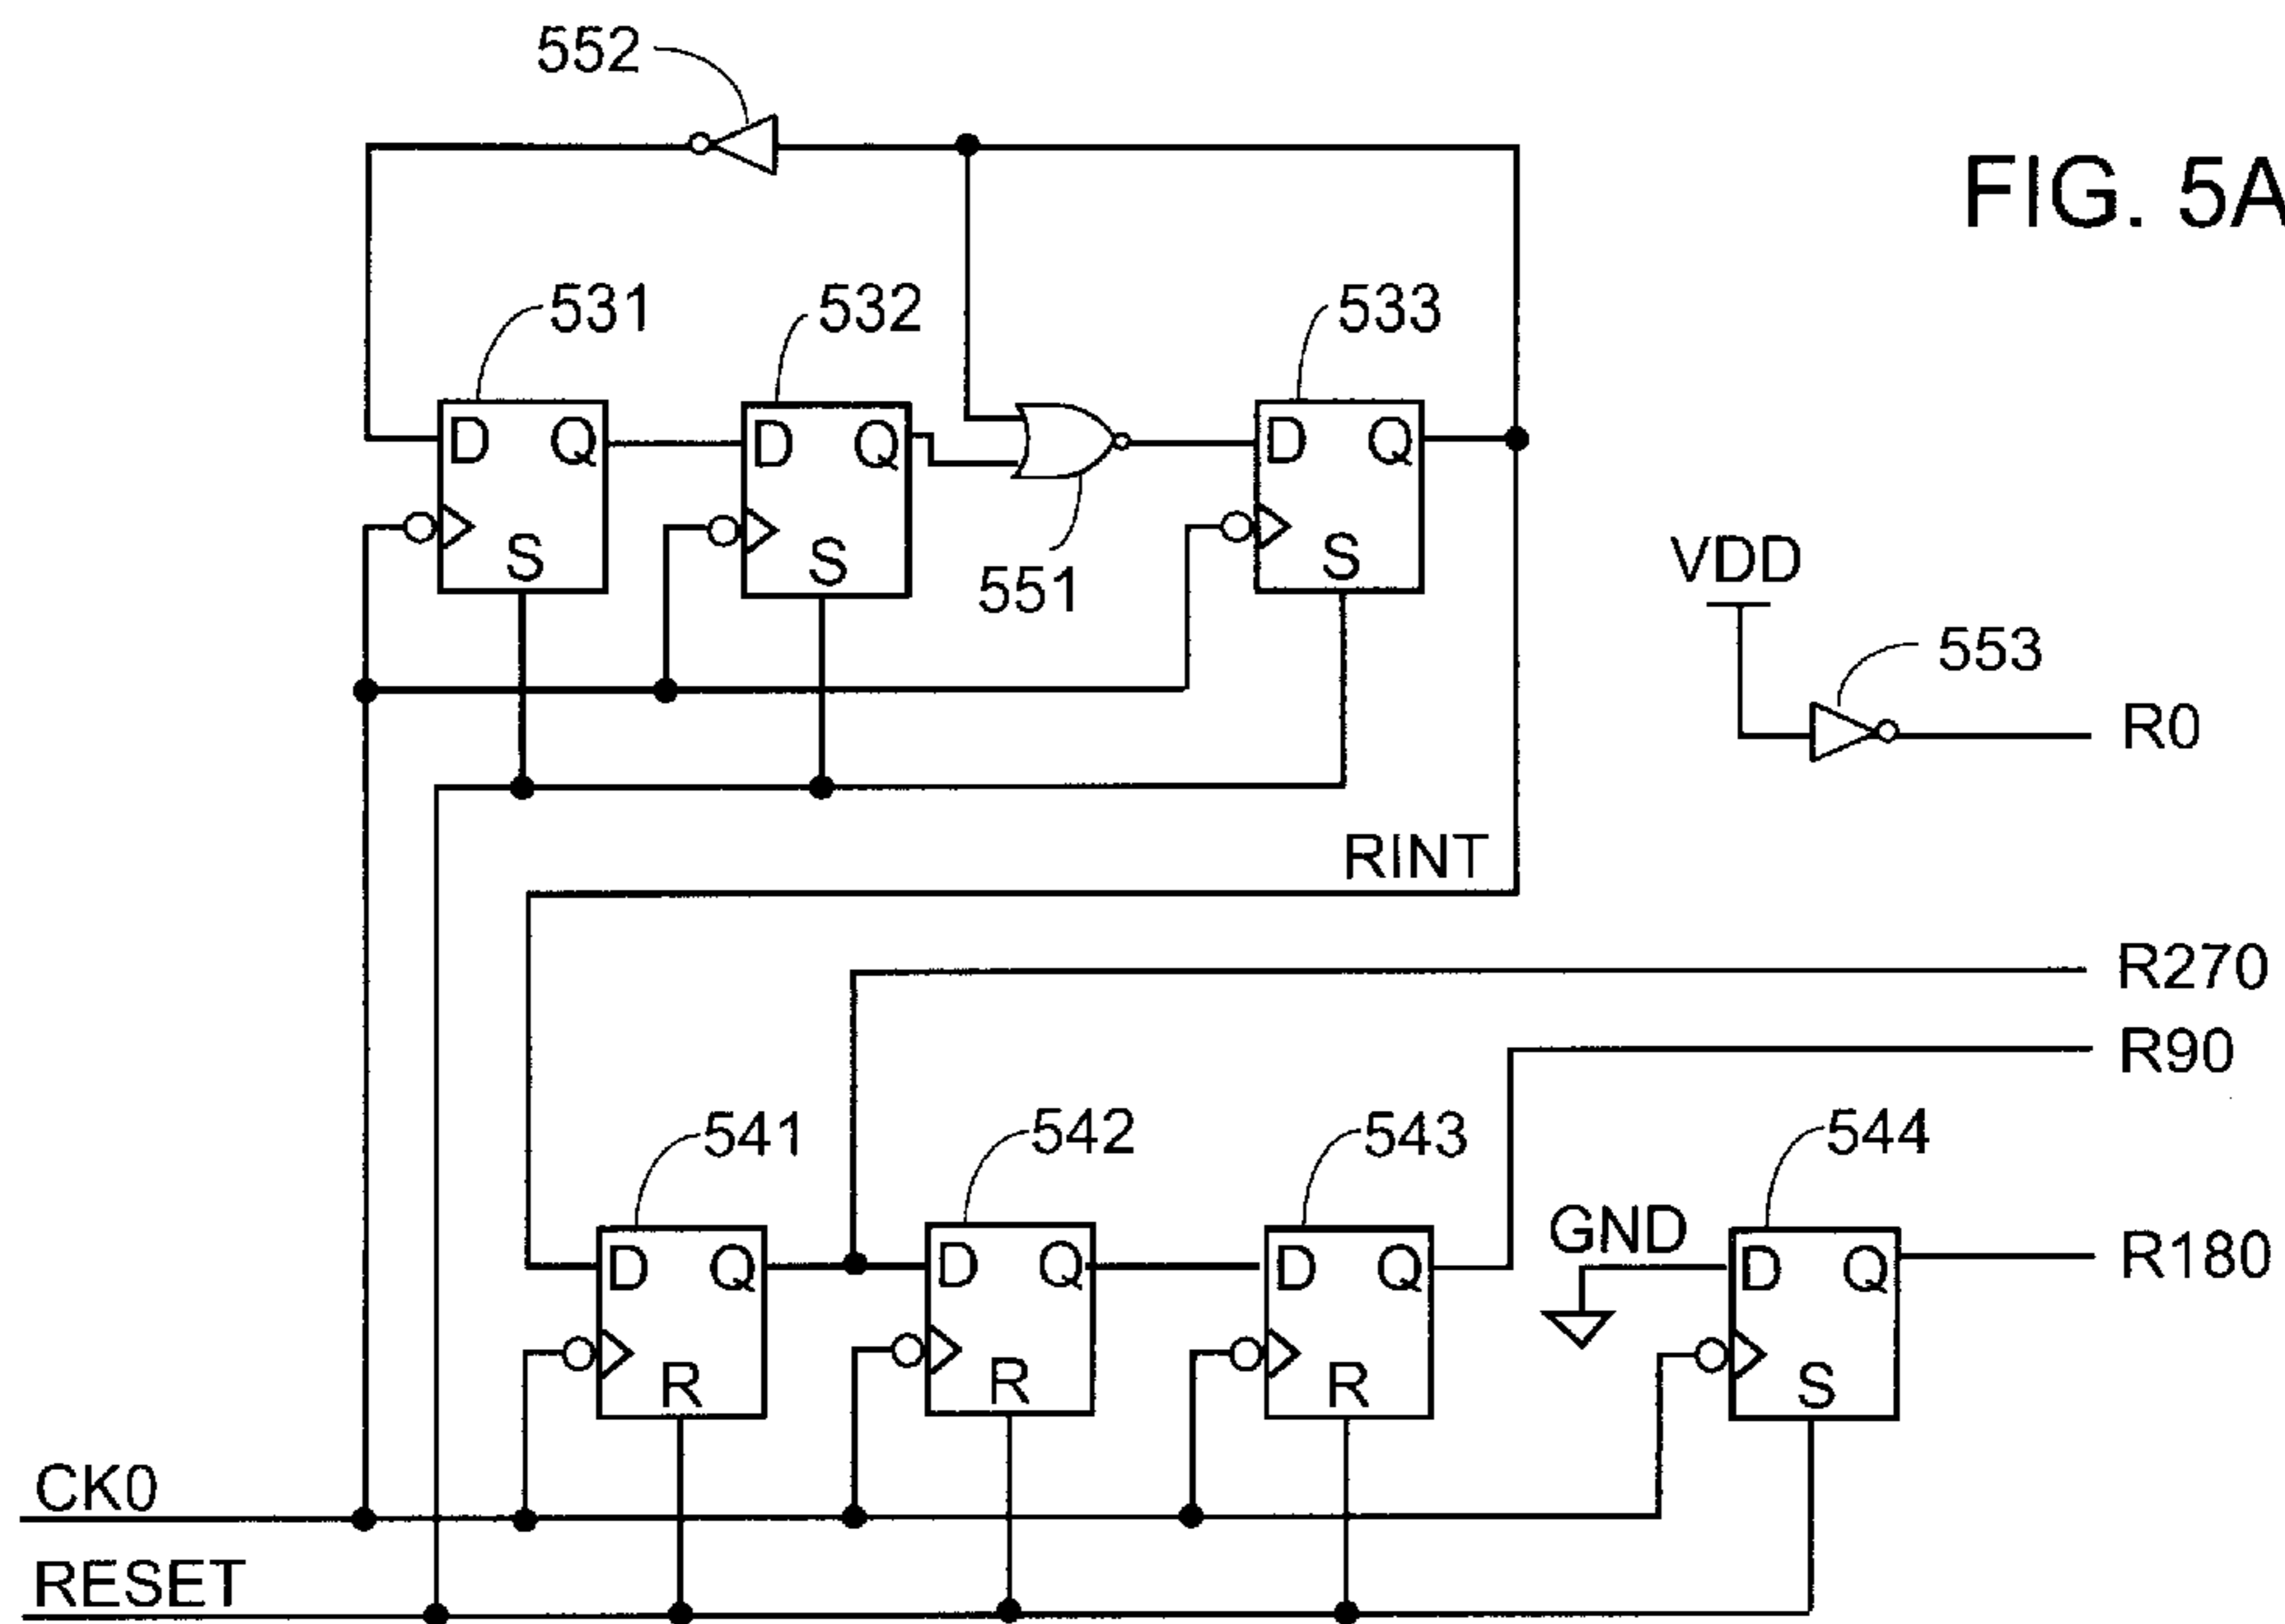 552
FIG. 5A
531
532
533
D Q
S
D Q
S
551
D Q
S
VDD
553
R0
RINT
R270
R90
541
542
543
544
D Q
R
D Q
R
D Q
R
GND
D Q
S
R180
CK0
RESET